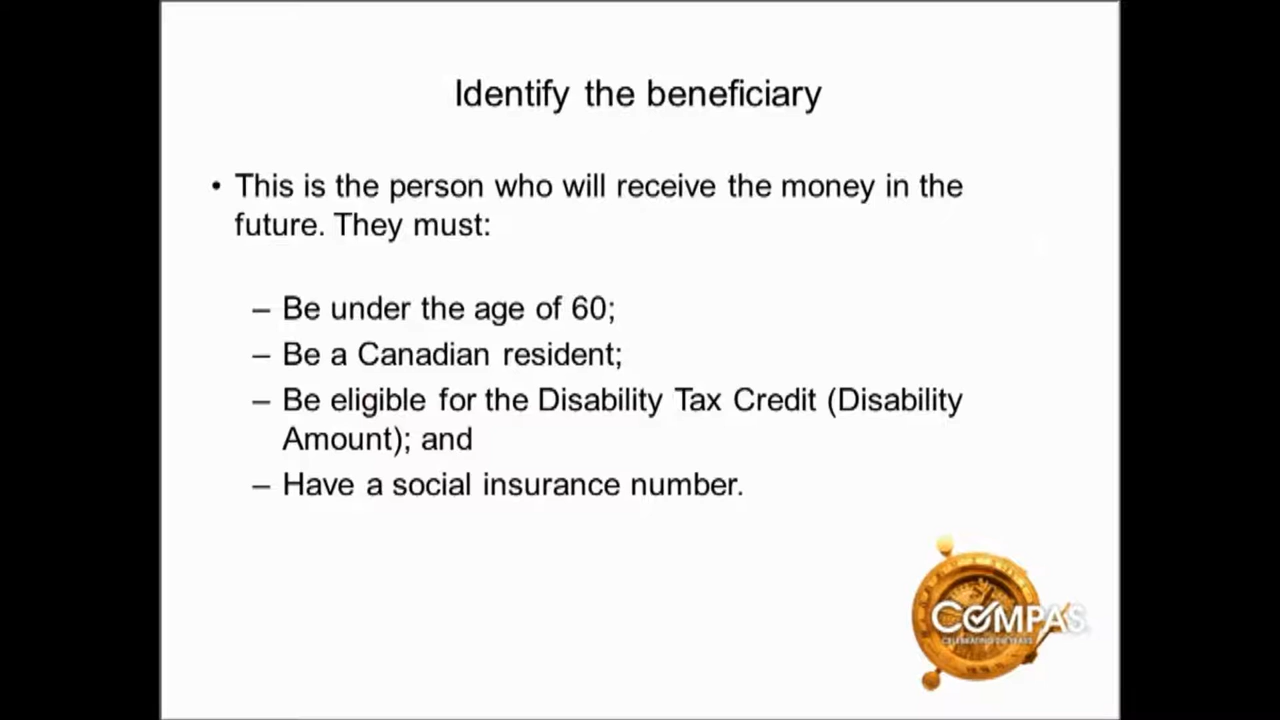 Identify the beneficiary
• This is the person who will receive the money in the
future. They must:
– Be under the age of 60;
– Be a Canadian resident;
– Be eligible for the Disability Tax Credit (Disability
Amount); and
– Have a social insurance number.
COMPAS
CELEBRATING